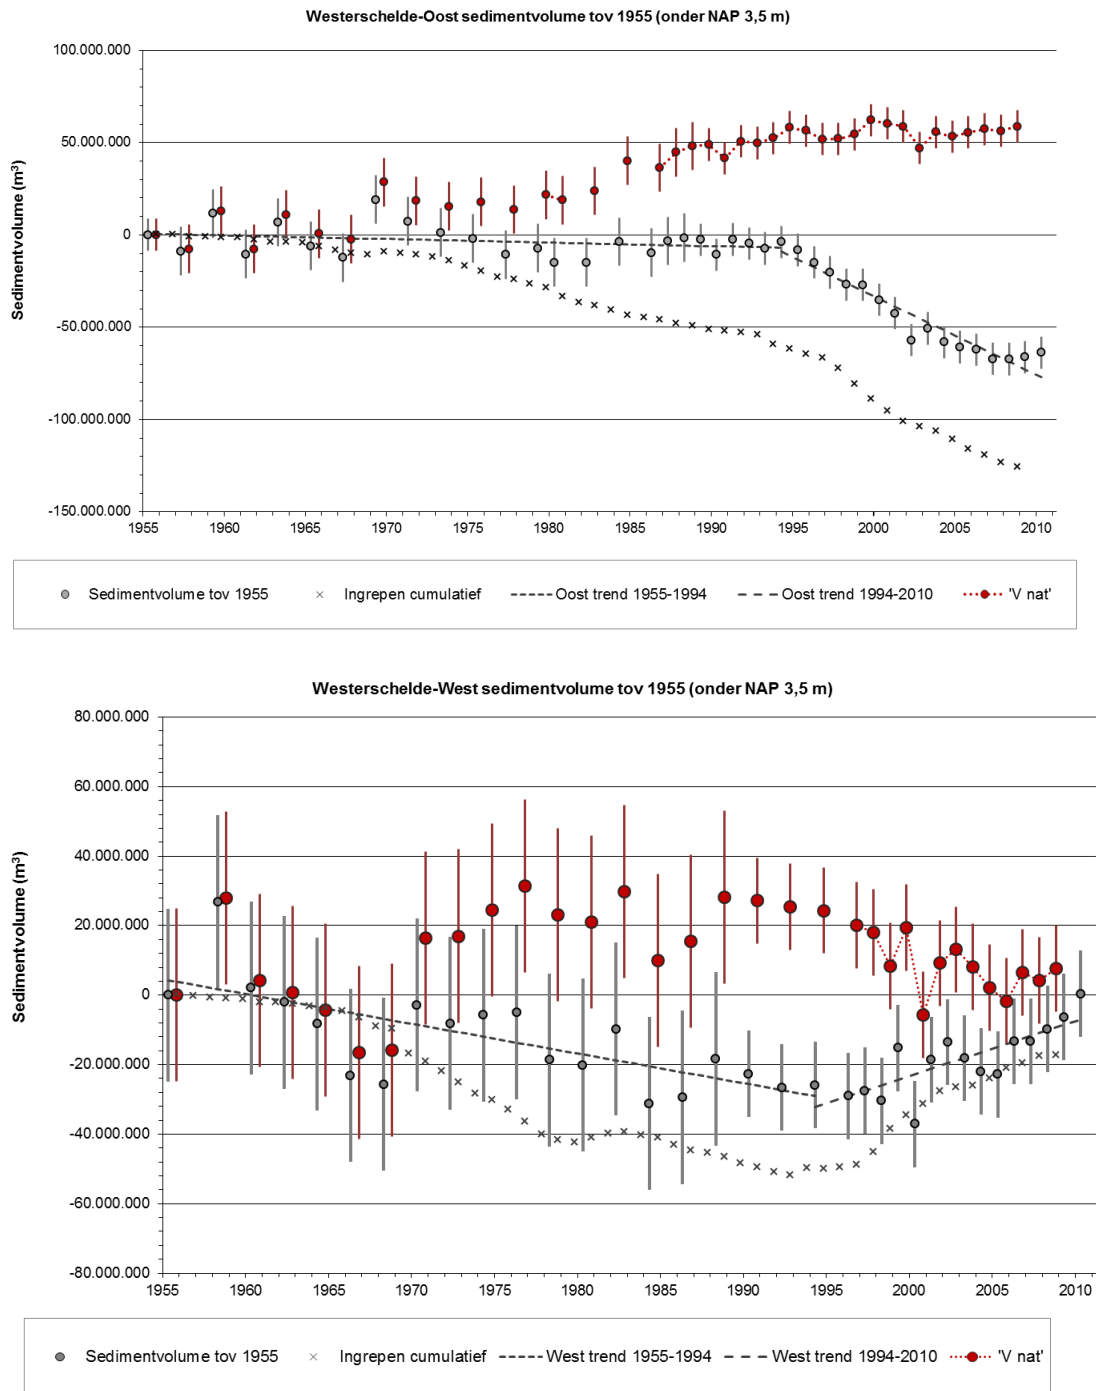 Westerschelde-Oost sedimentvolume tov 1955 (onder NAP 3,5 m)
Sedimentvolume (m³)
100.000.000
50.000.000
0
-50.000.000
-100.000.000
-150.000.000
1955 1960 1965 1970 1975 1980 1985 1990 1995 2000 2005 2010
Sedimentvolume tov 1955 Ingrepen cumulatief Oost trend 1955-1994 Oost trend 1994-2010 'V nat'
Westerschelde-West sedimentvolume tov 1955 (onder NAP 3,5 m)
Sedimentvolume (m³)
80.000.000
60.000.000
40.000.000
20.000.000
0
-20.000.000
-40.000.000
-60.000.000
-80.000.000
1955 1960 1965 1970 1975 1980 1985 1990 1995 2000 2005 2010
Sedimentvolume tov 1955 Ingrepen cumulatief West trend 1955-1994 West trend 1994-2010 'V nat'